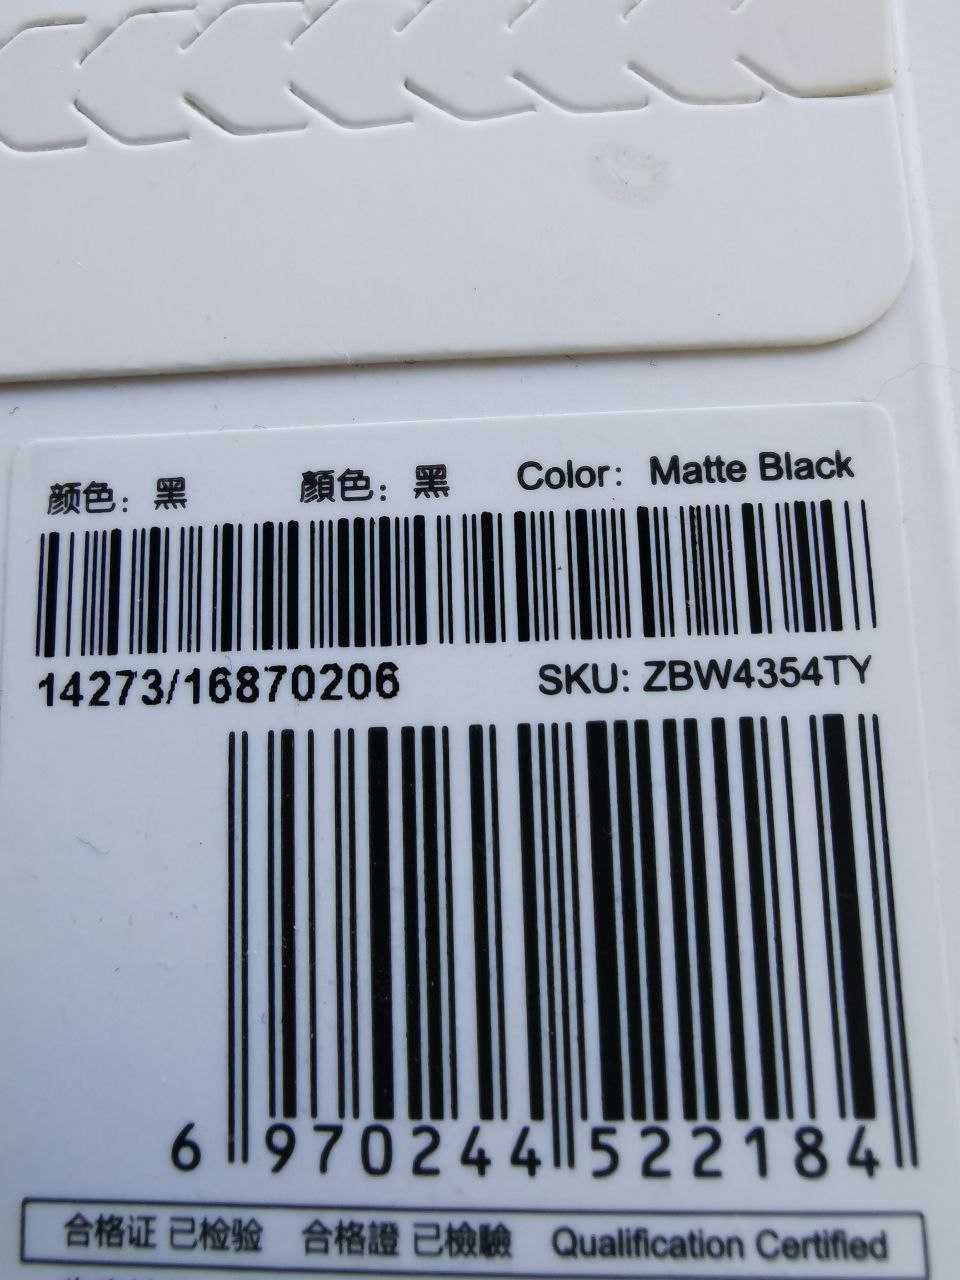 颜色：黑 顏色：黑 Color： Matte Black
14273/16870206 SKU: ZBW4354TY
6 970244 522184
合格证 已检验 合格證 已檢驗 Qualification Certified